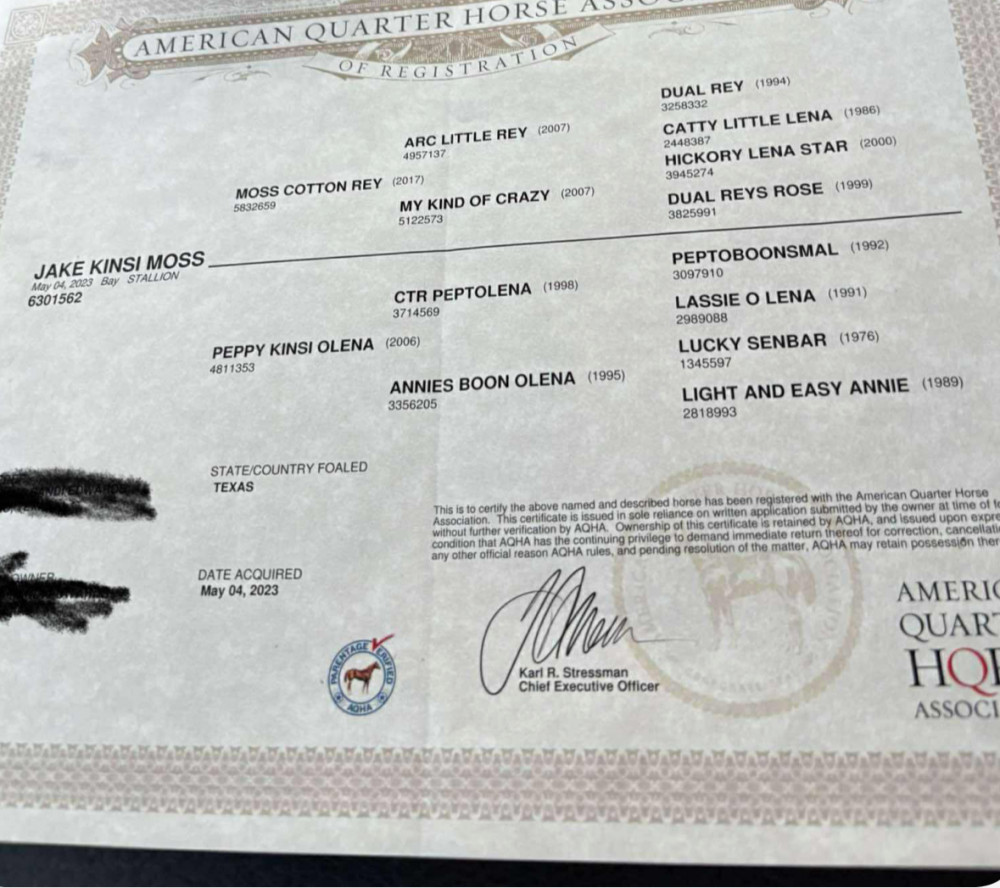 AMERICAN QUARTER HORSE
OF REGISTRATION
DUAL REY (1994)
3258332
CATTY LITTLE LENA (1986)
2448387
ARC LITTLE REY (2007)
4957137
HICKORY LENA STAR (2000)
3945274
MOSS COTTON REY (2017)
5832659
MY KIND OF CRAZY (2007)
5122573
DUAL REYS ROSE (1999)
3825991
JAKE KINSI MOSS
May 04, 2023 Bay STALLION
6301562
PEPTOBOONSMAL (1992)
3097910
CTR PEPTOLENA (1998)
3714569
LASSIE O LENA (1991)
2989088
PEPPY KINSI OLENA (2006)
4811353
LUCKY SENBAR (1976)
1345597
ANNIES BOON OLENA (1995)
3356205
LIGHT AND EASY ANNIE (1989)
2818993
STATE/COUNTRY FOALED
TEXAS
This is to certify the above named and described horse has been registered with the American Quarter Horse
Association. This certificate is issued in sole reliance on written application submitted by the owner at time of
without further verification by AQHA. Ownership of this certificate is retained by AQHA, and issued upon
condition that AQHA has the continuing privilege to demand immediate return thereof for correction,
any other official reason AQHA rules, and pending resolution of the matter, AQHA may retain possession
OWNER
DATE ACQUIRED
May 04, 2023
PARENTAGE VERIFIED
AQHA
Karl R. Stressman
Chief Executive Officer
AMERIC
QUART
HOR
ASSOCI